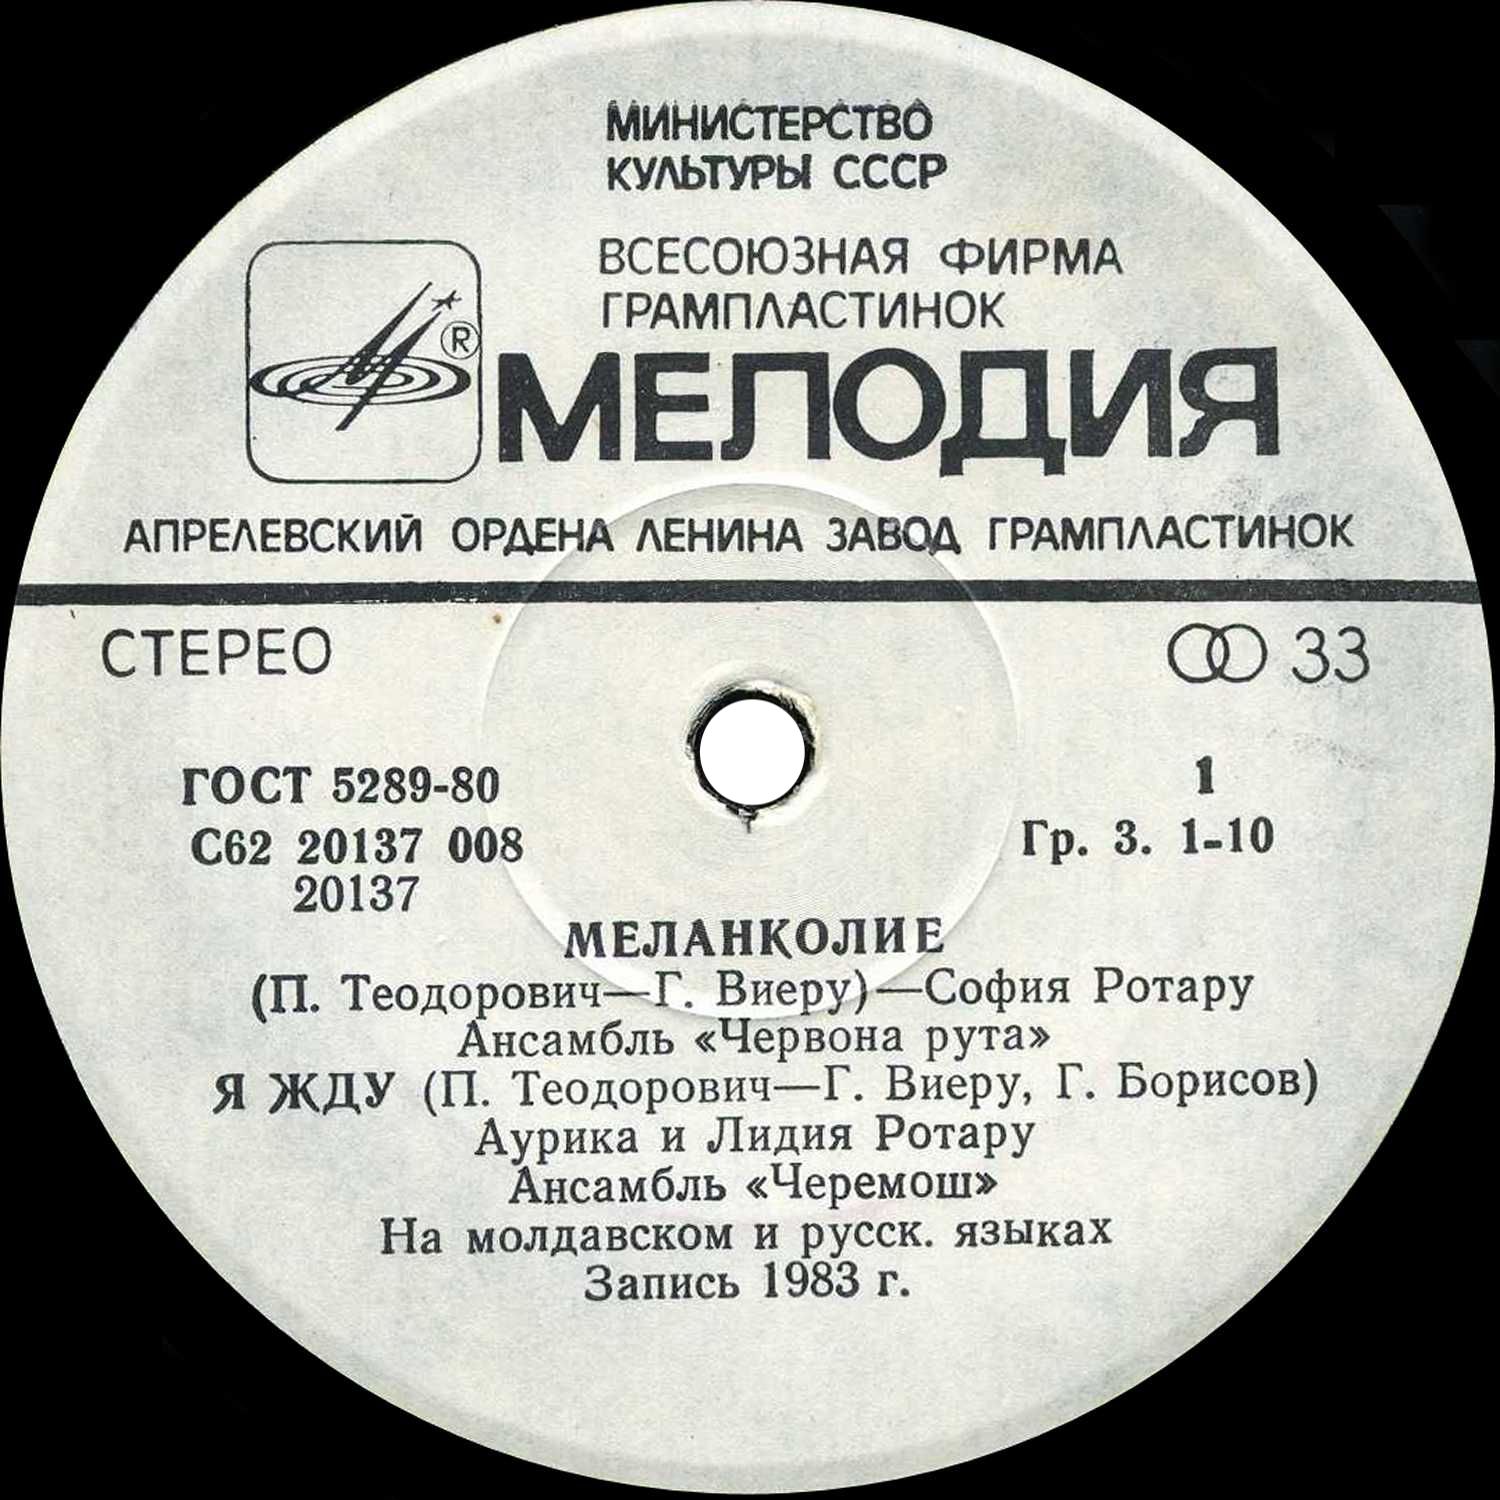 МИНИСТЕРСТВО
КУЛЬТУРЫ СССР
ВСЕСОЮЗНАЯ ФИРМА
ГРАМПЛАСТИНОК
®
МЕЛОДИЯ
АПРЕЛЕВСКИЙ ОРДЕНА ЛЕНИНА ЗАВОД ГРАМПЛАСТИНОК
СТЕРЕО 33
ГОСТ 5289-80 1
С62 20137 008 Гр. 3. 1-10
20137
МЕЛАНКОЛИЕ
(П. Теодорович—Г. Виеру)—София Ротару
Ансамбль «Червона рута»
Я ЖДУ (П. Теодорович—Г. Виеру, Г. Борисов)
Аурика и Лидия Ротару
Ансамбль «Черемош»
На молдавском и русск. языках
Запись 1983 г.